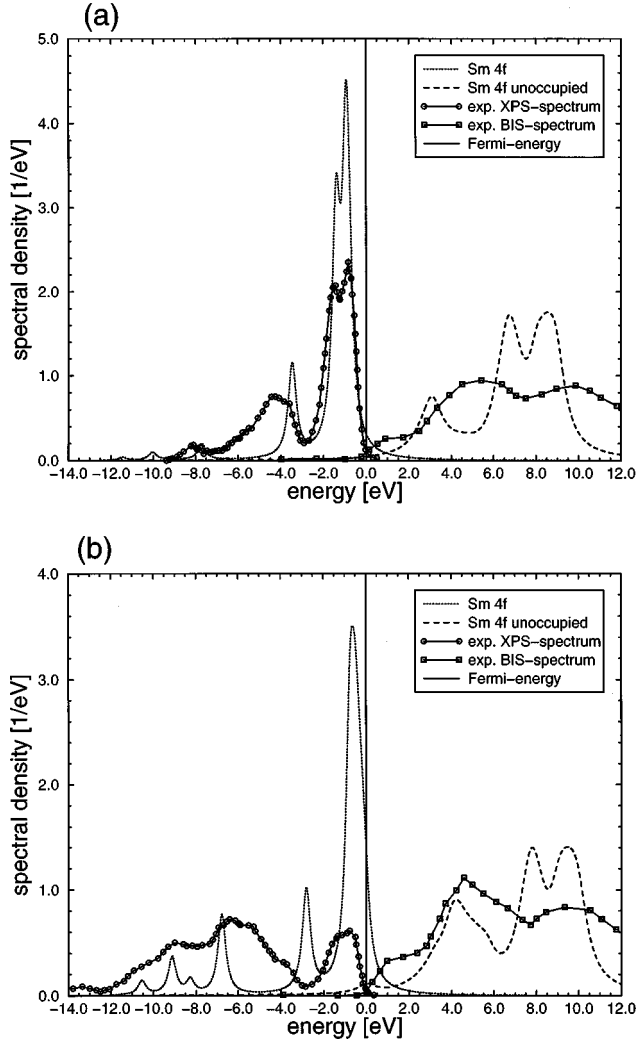 (a)
5.0
4.0
3.0
2.0
1.0
0.0
spectral density [1/eV]
Sm 4f
Sm 4f unoccupied
exp. XPS−spectrum
exp. BIS−spectrum
Fermi−energy
−14.0 −12.0 −10.0 −8.0 −6.0 −4.0 −2.0 0.0 2.0 4.0 6.0 8.0 10.0 12.0
energy [eV]
(b)
4.0
3.0
2.0
1.0
0.0
spectral density [1/eV]
Sm 4f
Sm 4f unoccupied
exp. XPS−spectrum
exp. BIS−spectrum
Fermi−energy
−14.0 −12.0 −10.0 −8.0 −6.0 −4.0 −2.0 0.0 2.0 4.0 6.0 8.0 10.0 12.0
energy [eV]